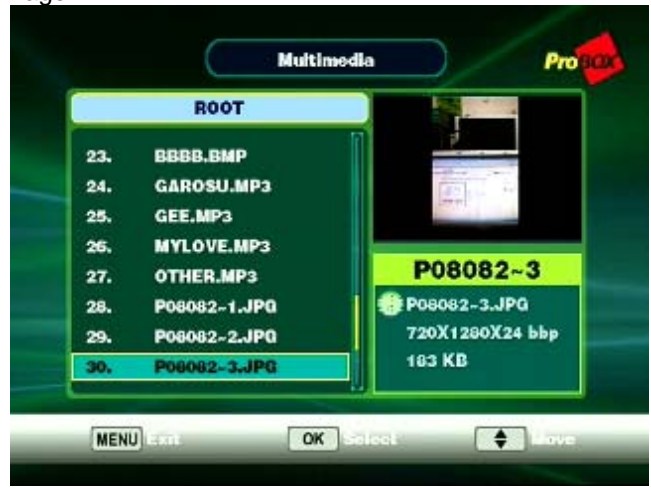 Multimedia
ProBOX
ROOT
23. BBBB.BMP
24. GAROSU.MP3
25. GEE.MP3
26. MYLOVE.MP3
27. OTHER.MP3
28. P08082~1.JPG
29. P08082~2.JPG
30. P08082~3.JPG
P08082~3
P08082~3.JPG
720X1280X24 bbp
183 KB
MENU Exit
OK Select
Move